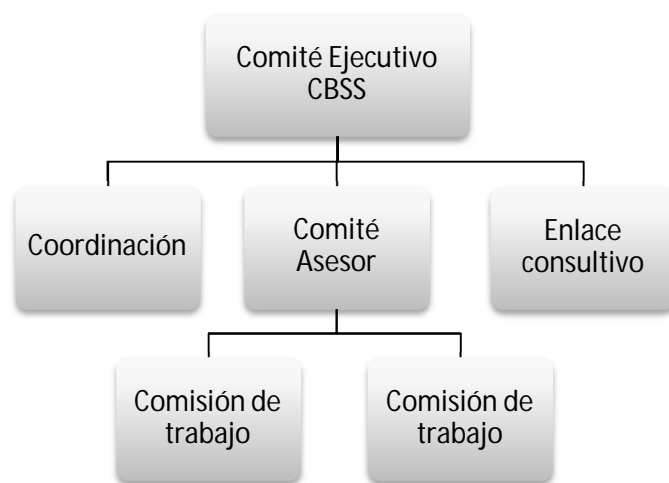 Comité Ejecutivo
CBSS
Coordinación
Comité
Asesor
Enlace
consultivo
Comisión de
trabajo
Comisión de
trabajo